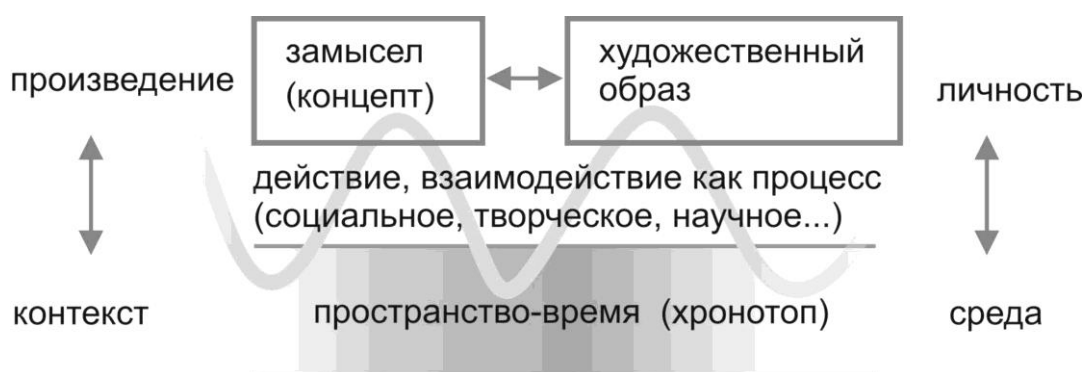 произведение
замысел
(концепт)
художественный
образ
личность
действие, взаимодействие как процесс
(социальное, творческое, научное...)
контекст
пространство-время (хронотоп)
среда